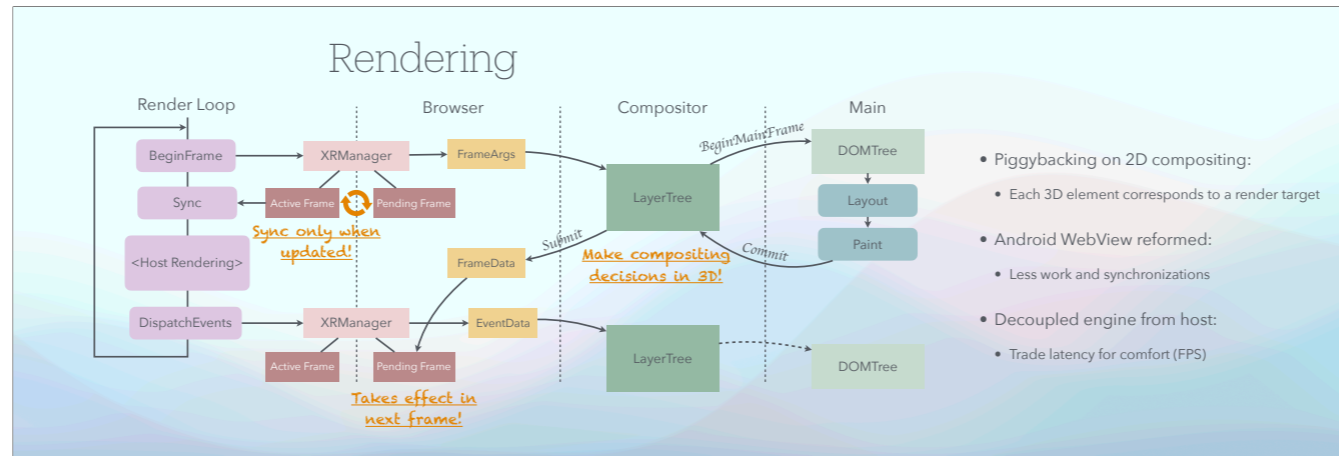 Rendering
Render Loop
Browser
Compositor
Main
BeginFrame
XRManager
FrameArgs
BeginMainFrame
DOMTree
LayerTree
Sync
Active Frame
Pending Frame
Layout
Sync only when
updated!
Submit
Commit
Paint
Make compositing
decisions in 3D!
<Host Rendering>
FrameData
DispatchEvents
XRManager
EventData
LayerTree
DOMTree
Active Frame
Pending Frame
Takes effect in
next frame!
• Piggybacking on 2D compositing:
• Each 3D element corresponds to a render target
• Android WebView reformed:
• Less work and synchronizations
• Decoupled engine from host:
• Trade latency for comfort (FPS)